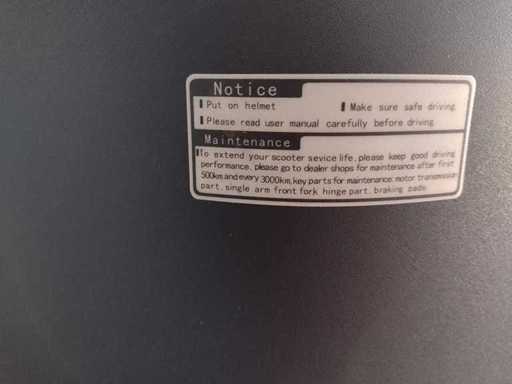 Notice
Put on helmet Make sure safe driving
Please read user manual carefully before driving
Maintenance
To extend your scooter sevice life, please keep good driving
performance, please go to dealer shops for maintenance after first
500km and every 3000km, key parts for maintenance: motor transmission
part, single arm front fork hinge part, braking pads